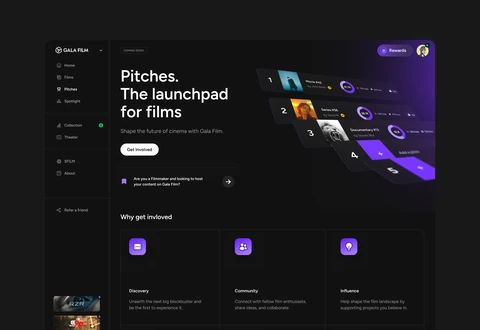 GALA FILM
Home
Films
Pitches
Spotlight
Collection
Theater
$FILM
About
Refer a friend
COMING SOON
Rewards
Pitches.
The launchpad
for films
Shape the future of cinema with Gala Film.
Get involved
Are you a Filmmaker and looking to host
your content on Gala Film?
1
2
3
4
5
Why get invloved
Discovery
Unearth the next big blockbuster and
be the first to experience it.
Community
Connect with fellow film enthusiasts,
share ideas, and collaborate.
Influence
Help shape the film landscape by
supporting projects you believe in.